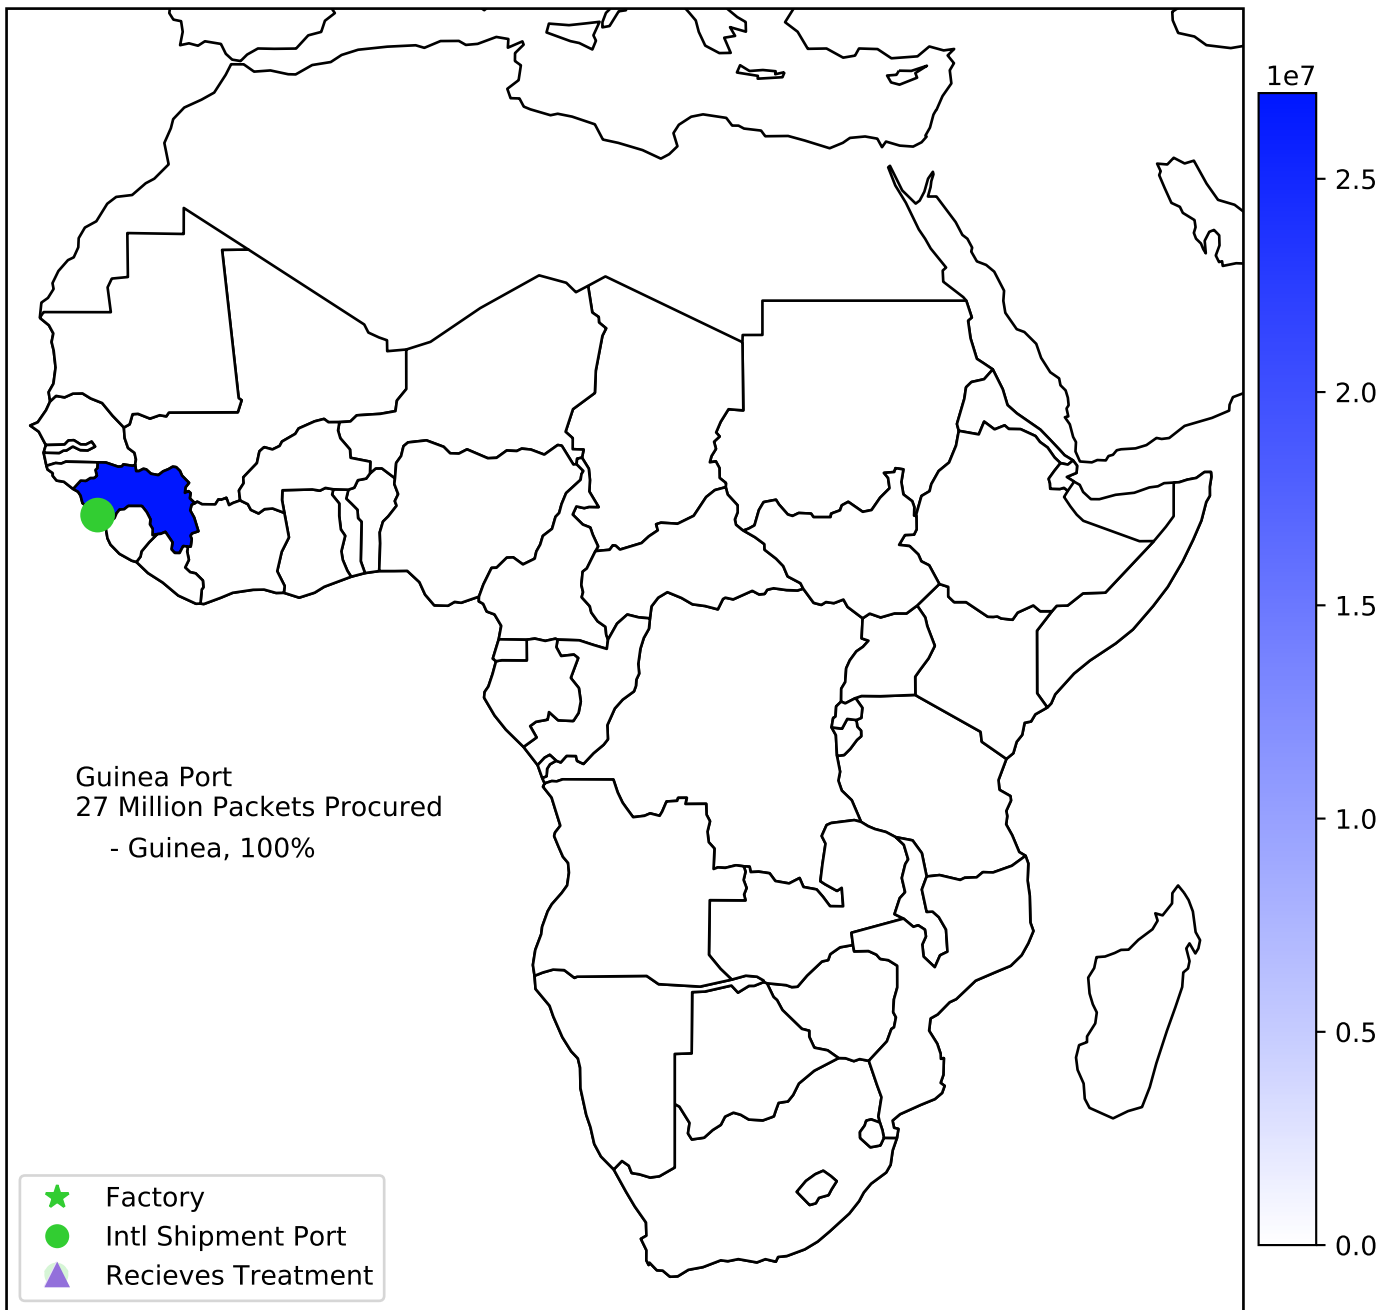 1e7
2.5
2.0
1.5
1.0
0.5
0.0
Guinea Port
27 Million Packets Procured
- Guinea, 100%
Factory
Intl Shipment Port
Recieves Treatment